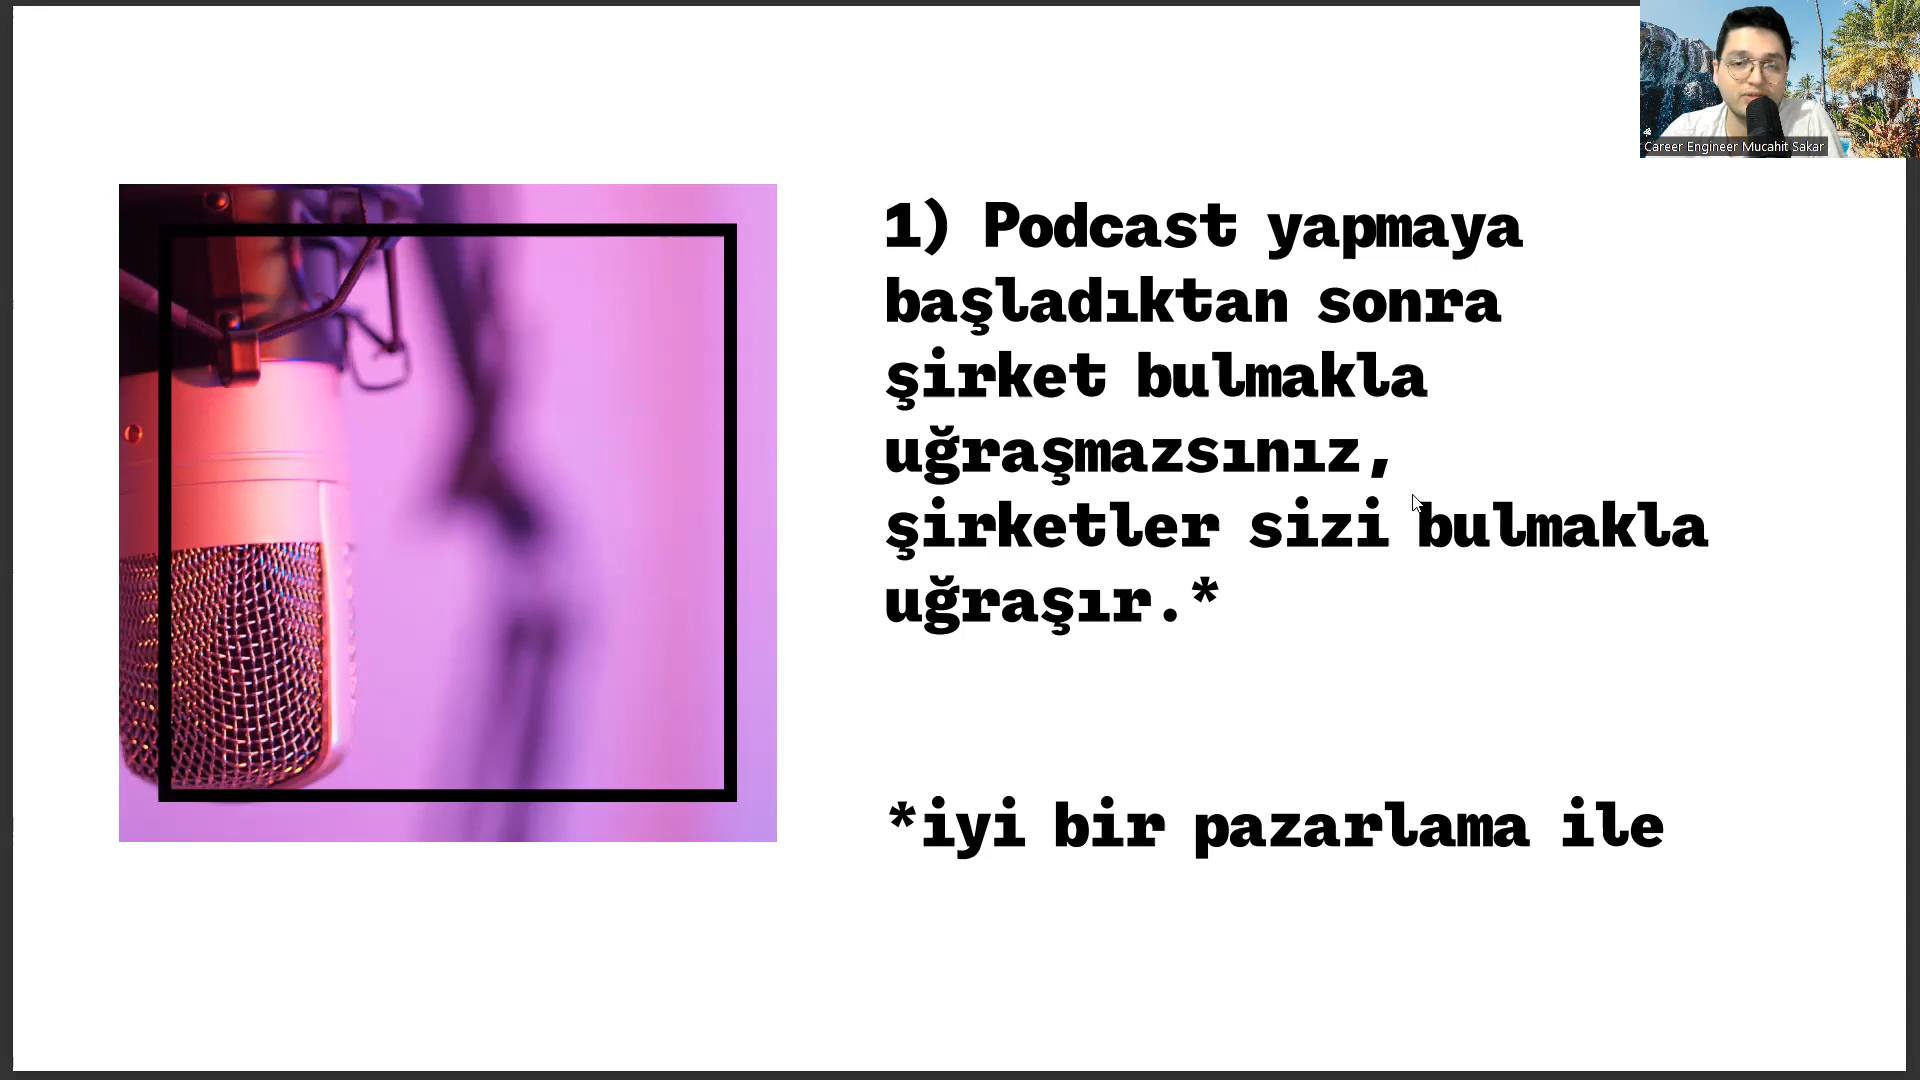 Career Engineer Mucahit Sakar
1) Podcast yapmaya
başladıktan sonra
şirket bulmakla
uğraşmazsınız,
şirketler sizi bulmakla
uğraşır.*
*iyi bir pazarlama ile